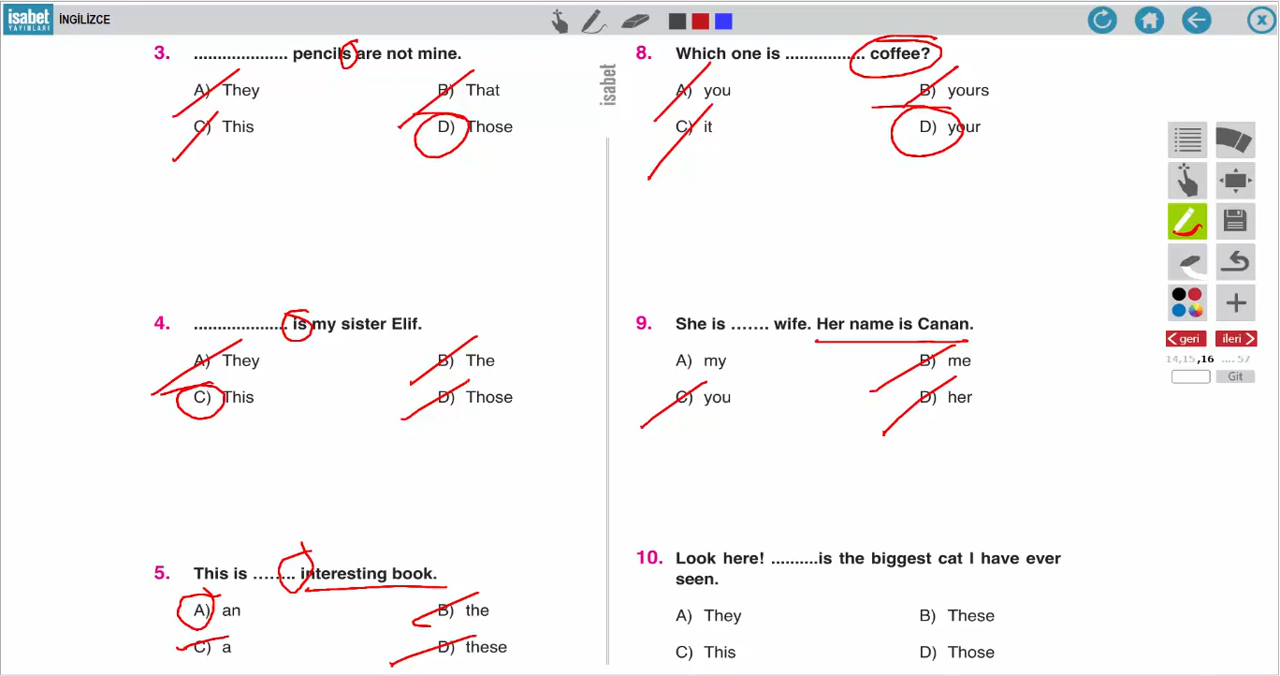 isabet
YAYINLARI
İNGİLİZCE
3. .................... pencils are not mine.
A) They
B) That
C) This
D) Those
4. .................... is my sister Elif.
A) They
B) The
C) This
D) Those
5. This is ........ interesting book.
A) an
B) the
C) a
D) these
isabet
8. Which one is ................. coffee?
A) you
B) yours
C) it
D) your
9. She is ....... wife. Her name is Canan.
A) my
B) me
C) you
D) her
10. Look here! ..........is the biggest cat I have ever
seen.
A) They
B) These
C) This
D) Those
geri
ileri
14,15,16 .... 57
Git